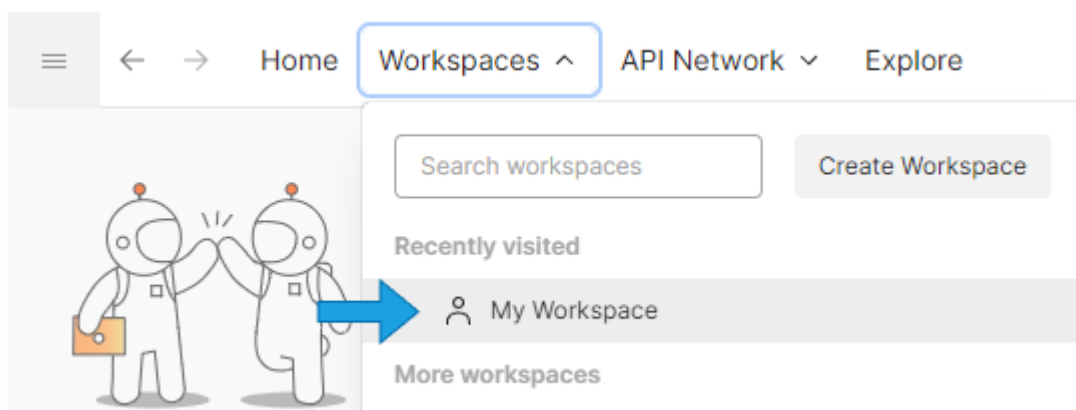 Home Workspaces API Network Explore
Search workspaces Create Workspace
Recently visited
My Workspace
More workspaces